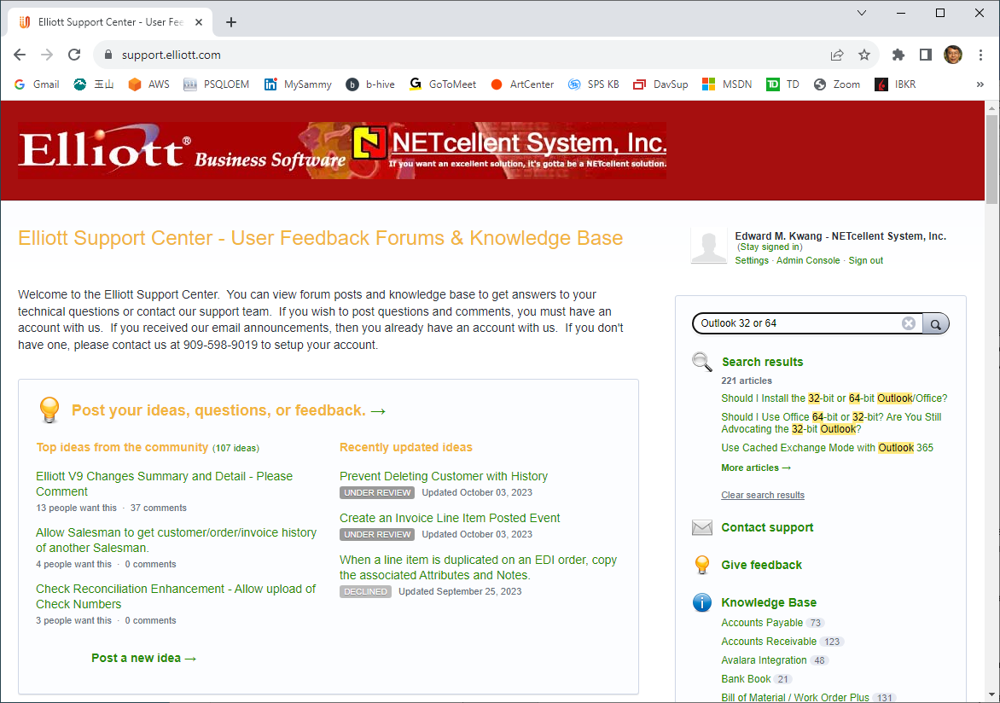 Elliott Support Center - User Fee
support.elliott.com
Gmail
玉山
AWS
PSQLOEM
MySammy
b-hive
GoToMeet
ArtCenter
SPS KB
DavSup
MSDN
TD
Zoom
IBKR
»
Elliott® Business Software
NETcellent System, Inc.
If you want an excellent solution, it's gotta be a NETcellent solution.
Elliott Support Center - User Feedback Forums & Knowledge Base
Edward M. Kwang - NETcellent System, Inc.
(Stay signed in)
Settings · Admin Console · Sign out
Welcome to the Elliott Support Center.  You can view forum posts and knowledge base to get answers to your
technical questions or contact our support team.  If you wish to post questions and comments, you must have an
account with us.  If you received our email announcements, then you already have an account with us.  If you don't
have one, please contact us at 909-598-9019 to setup your account.
Post your ideas, questions, or feedback. →
Top ideas from the community (107 ideas)
Elliott V9 Changes Summary and Detail - Please
Comment
13 people want this · 37 comments
Allow Salesman to get customer/order/invoice history
of another Salesman.
4 people want this · 0 comments
Check Reconciliation Enhancement - Allow upload of
Check Numbers
3 people want this · 0 comments
Post a new idea →
Recently updated ideas
Prevent Deleting Customer with History
UNDER REVIEW Updated October 03, 2023
Create an Invoice Line Item Posted Event
UNDER REVIEW Updated October 03, 2023
When a line item is duplicated on an EDI order, copy
the associated Attributes and Notes.
DECLINED Updated September 25, 2023
Outlook 32 or 64
Search results
221 articles
Should I Install the 32-bit or 64-bit Outlook/Office?
Should I Use Office 64-bit or 32-bit? Are You Still
Advocating the 32-bit Outlook?
Use Cached Exchange Mode with Outlook 365
More articles →
Clear search results
Contact support
Give feedback
Knowledge Base
Accounts Payable 73
Accounts Receivable 123
Avalara Integration 48
Bank Book 21
Bill of Material / Work Order Plus 131